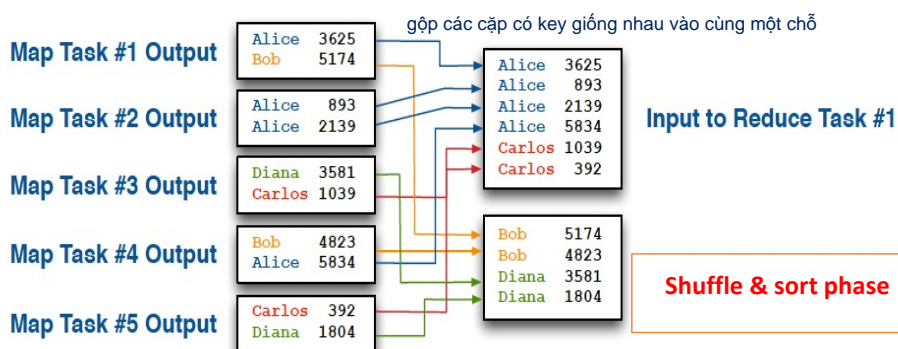 gộp các cặp có key giống nhau vào cùng một chỗ
Map Task #1 Output
Alice 3625
Bob 5174
Map Task #2 Output
Alice 893
Alice 2139
Map Task #3 Output
Diana 3581
Carlos 1039
Map Task #4 Output
Bob 4823
Alice 5834
Map Task #5 Output
Carlos 392
Diana 1804
Alice 3625
Alice 893
Alice 2139
Alice 5834
Carlos 1039
Carlos 392
Input to Reduce Task #1
Bob 5174
Bob 4823
Diana 3581
Diana 1804
Shuffle & sort phase